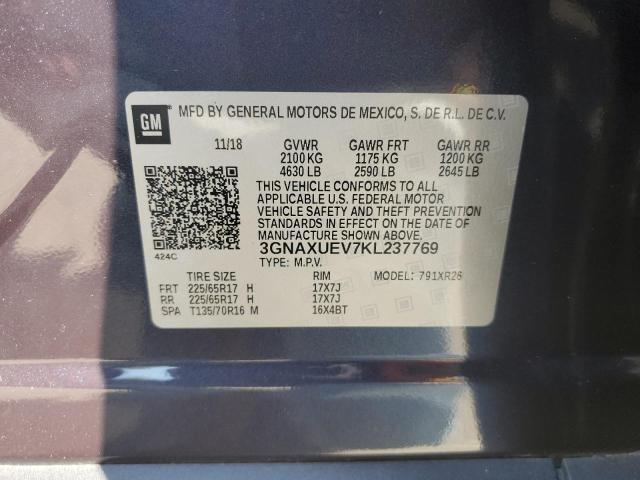 GM MFD BY GENERAL MOTORS DE MEXICO, S. DE R.L. DE C.V.
11/18 GVWR GAWR FRT GAWR RR
2100 KG 1175 KG 1200 KG
4630 LB 2590 LB 2645 LB
THIS VEHICLE CONFORMS TO ALL
APPLICABLE U.S. FEDERAL MOTOR
VEHICLE SAFETY AND THEFT PREVENTION
STANDARDS IN EFFECT ON THE DATE OF
MANUFACTURE SHOWN ABOVE.
3GNAXUEV7KL237769
424C TYPE: M.P.V.
TIRE SIZE RIM MODEL: 791XR26
FRT 225/65R17 H 17X7J
RR 225/65R17 H 17X7J
SPA T135/70R16 M 16X4BT